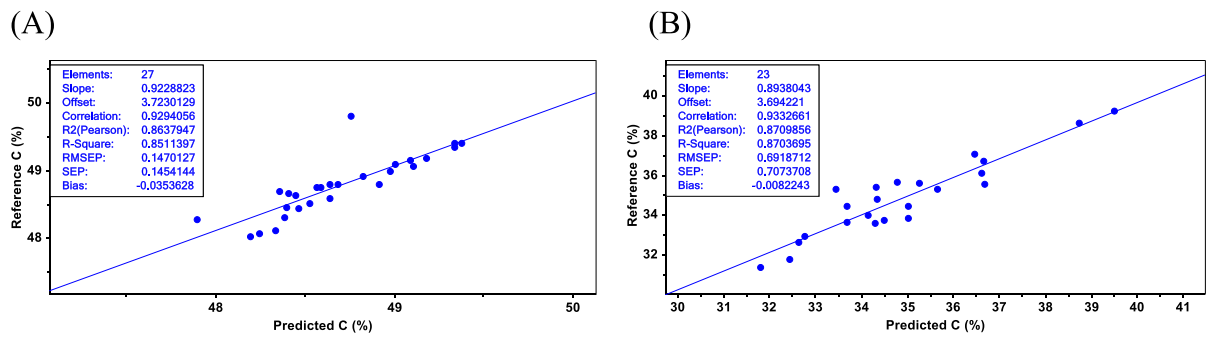 (A)
Elements: 27
Slope: 0.9228823
Offset: 3.7230129
Correlation: 0.9294056
R2(Pearson): 0.8637947
R-Square: 0.8511397
RMSEP: 0.1470127
SEP: 0.1454144
Bias: -0.0353628
Reference C (%)
50
49
48
48
49
50
Predicted C (%)
(B)
Elements: 23
Slope: 0.8938043
Offset: 3.694221
Correlation: 0.9332661
R2(Pearson): 0.8709856
R-Square: 0.8703695
RMSEP: 0.6918712
SEP: 0.7073708
Bias: -0.0082243
Reference C (%)
40
38
36
34
32
30
31
32
33
34
35
36
37
38
39
40
41
Predicted C (%)